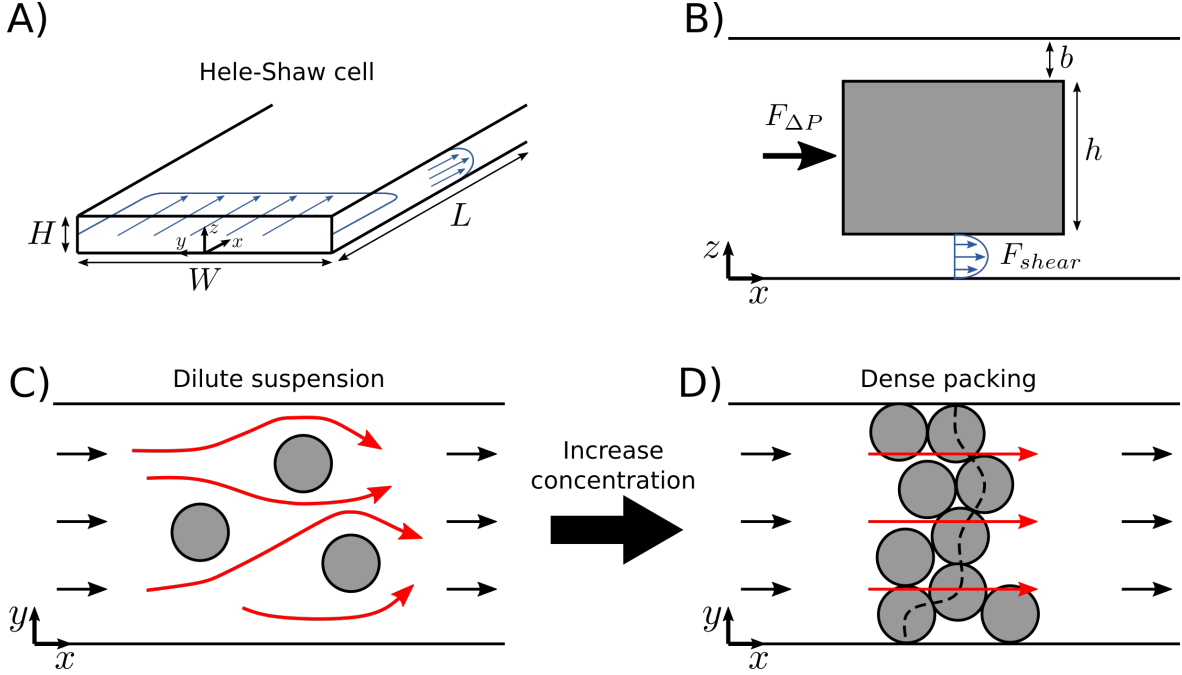 A)
Hele-Shaw cell
H
W
L
y
z
x
B)
F_{ΔP}
b
h
F_{shear}
z
x
C)
Dilute suspension
y
x
Increase
concentration
D)
Dense packing
y
x